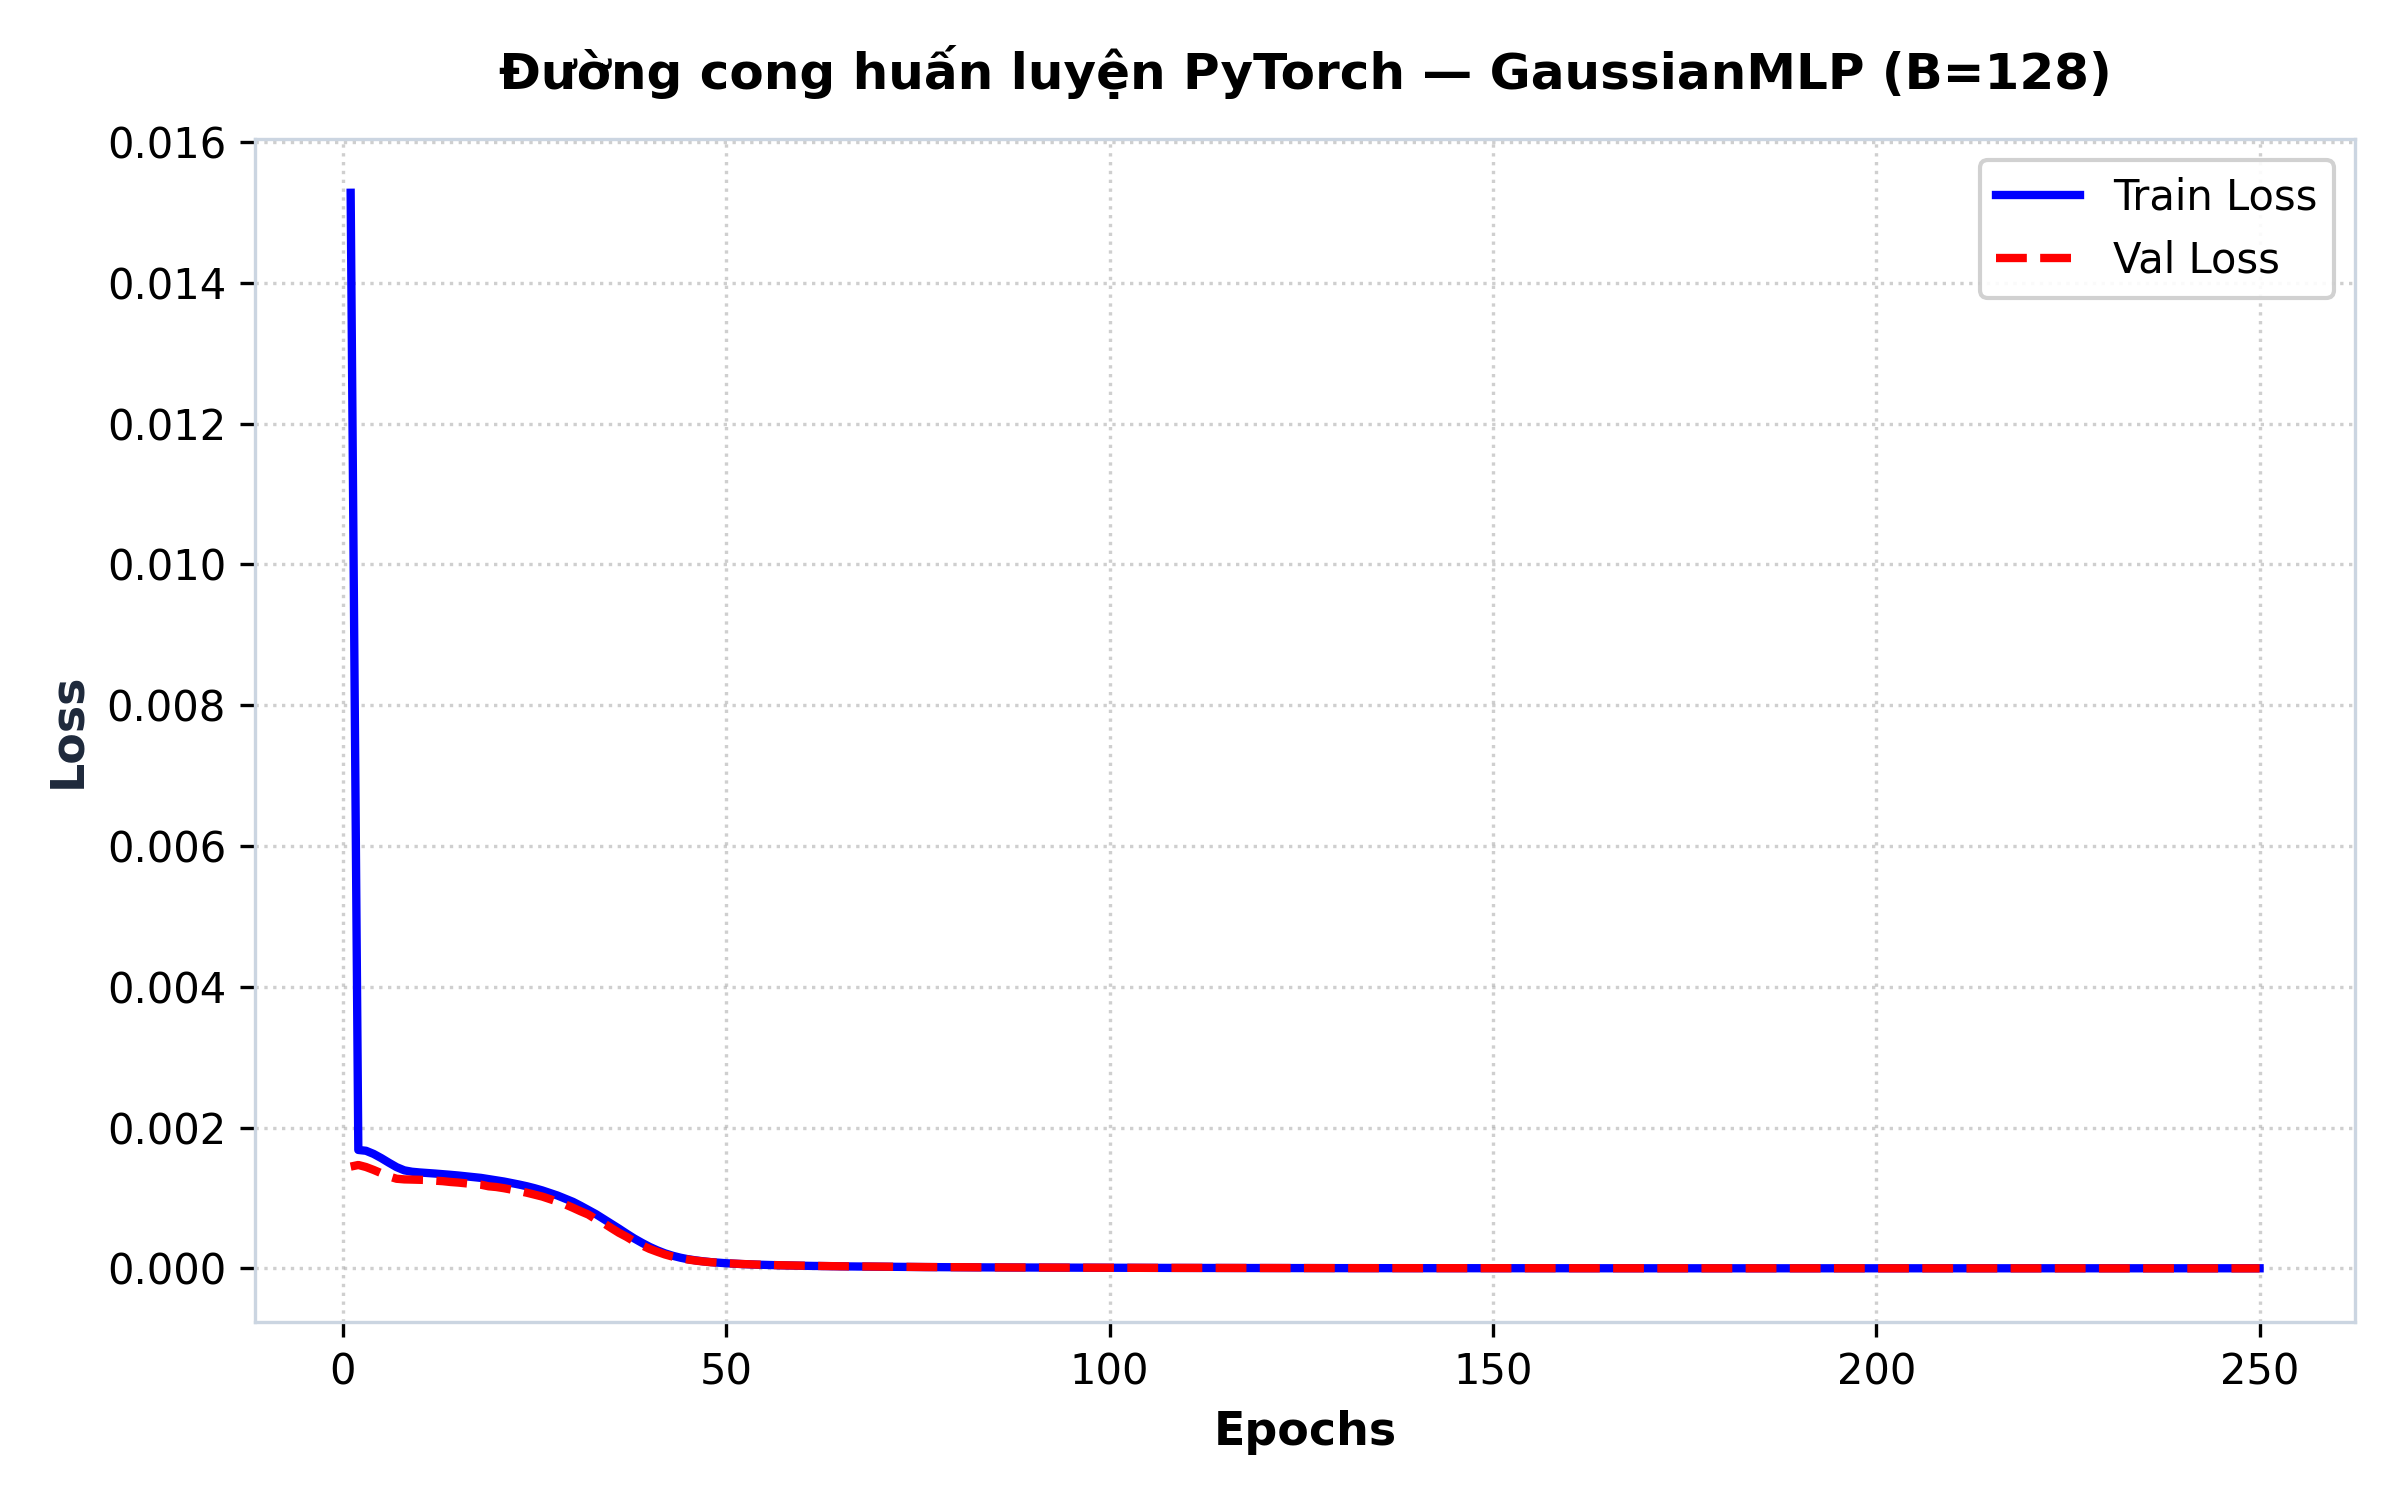 Đường cong huấn luyện PyTorch — GaussianMLP (B=128)
Train Loss
Val Loss
0.016
0.014
0.012
0.010
0.008
0.006
0.004
0.002
0.000
Loss
0 50 100 150 200 250
Epochs